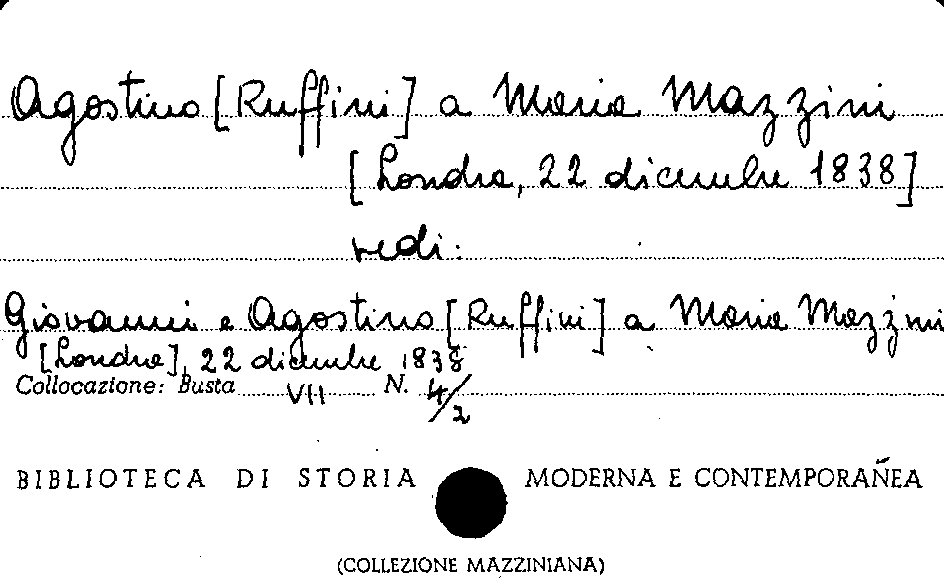 Agostino [Ruffini] a Maria Mazzini
[Londra, 22 dicembre 1838]
vedi:
Giovanni e Agostino [Ruffini] a Maria Mazzini
[Londra], 22 dicembre 1838
Collocazione: Busta VII N. 4/2
BIBLIOTECA DI STORIA MODERNA E CONTEMPORANEA
(COLLEZIONE MAZZINIANA)